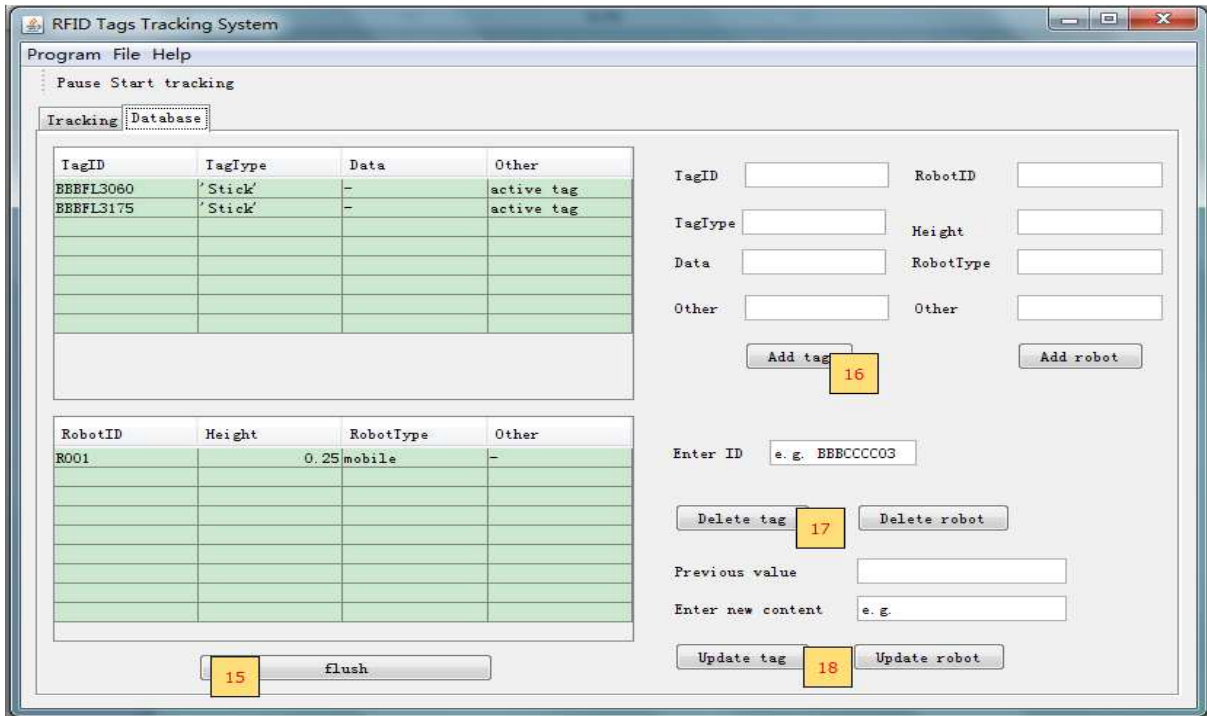 RFID Tags Tracking System
Program File Help
Pause Start tracking
Tracking Database
TagID TagType Data Other
BBBFL3060 'Stick' - active tag
BBBFL3175 'Stick' - active tag
TagID RobotID
TagType Height
Data RobotType
Other Other
Add tag 16 Add robot
RobotID Height RobotType Other
R001 0.25 mobile -
Enter ID e.g. BBBCCCC03
Delete tag 17 Delete robot
Previous value
Enter new content e.g.
Update tag 18 Update robot
15 flush